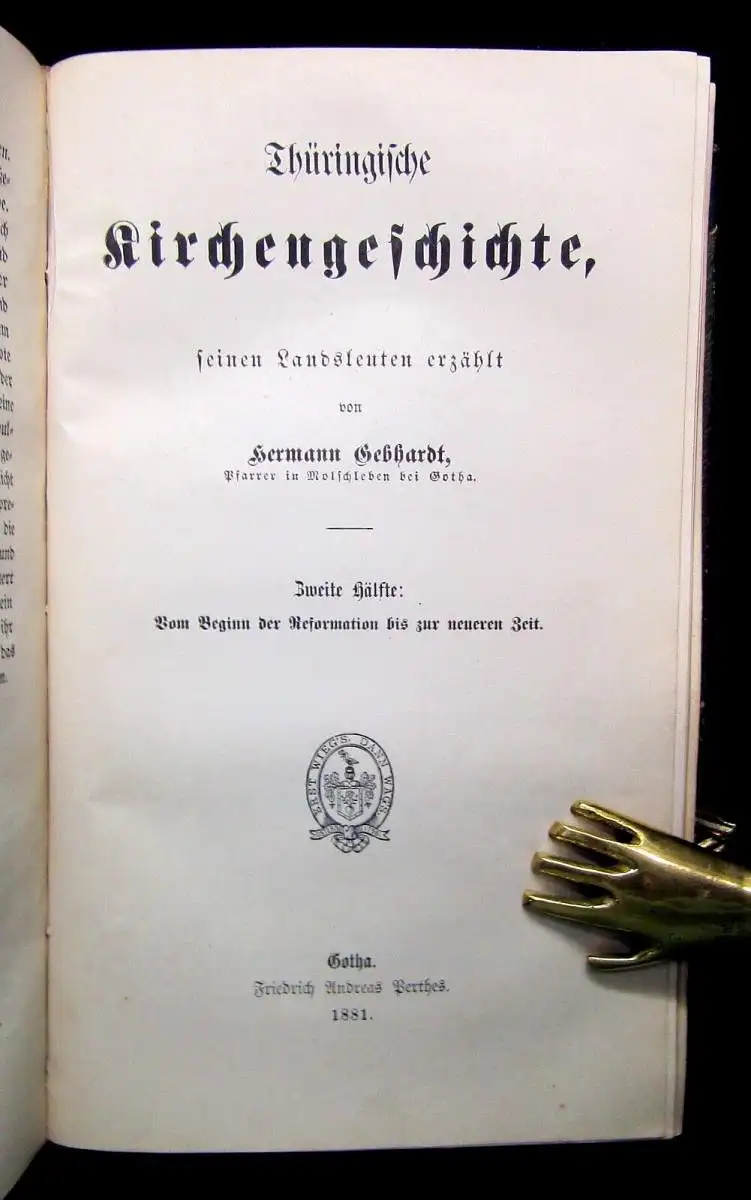 Thüringische
Kirchengeschichte,
seinen Landsleuten erzählt
von
Hermann Gebhardt,
Pfarrer in Molschleben bei Gotha.
Zweite Hälfte:
Vom Beginn der Reformation bis zur neueren Zeit.
ERST WIEG'S, DANN WAG'S
Gotha.
Friedrich Andreas Perthes.
1881.